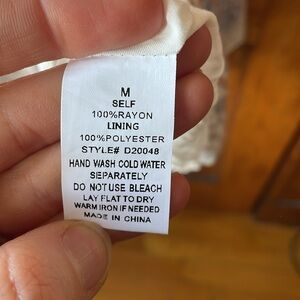 M
SELF
100%RAYON
LINING
100%POLYESTER
STYLE# D20048
HAND WASH COLD WATER
SEPARATELY
DO NOT USE BLEACH
LAY FLAT TO DRY
WARM IRON IF NEEDED
MADE IN CHINA